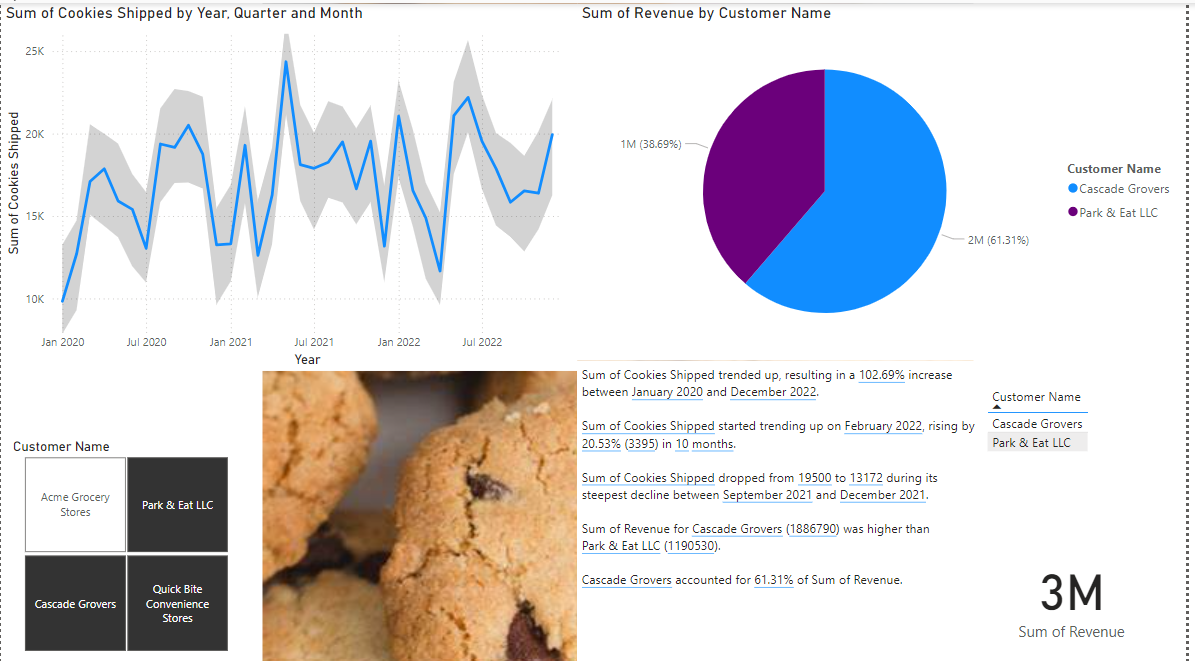 Sum of Cookies Shipped by Year, Quarter and Month
Sum of Cookies Shipped
25K
20K
15K
10K
Jan 2020
Jul 2020
Jan 2021
Jul 2021
Jan 2022
Jul 2022
Year
Sum of Revenue by Customer Name
1M (38.69%)
2M (61.31%)
Customer Name
Cascade Grovers
Park & Eat LLC
Customer Name
Acme Grocery
Stores
Park & Eat LLC
Cascade Grovers
Quick Bite
Convenience
Stores
Sum of Cookies Shipped trended up, resulting in a 102.69% increase
between January 2020 and December 2022.
Sum of Cookies Shipped started trending up on February 2022, rising by
20.53% (3395) in 10 months.
Sum of Cookies Shipped dropped from 19500 to 13172 during its
steepest decline between September 2021 and December 2021.
Sum of Revenue for Cascade Grovers (1886790) was higher than
Park & Eat LLC (1190530).
Cascade Grovers accounted for 61.31% of Sum of Revenue.
Customer Name
Cascade Grovers
Park & Eat LLC
3M
Sum of Revenue